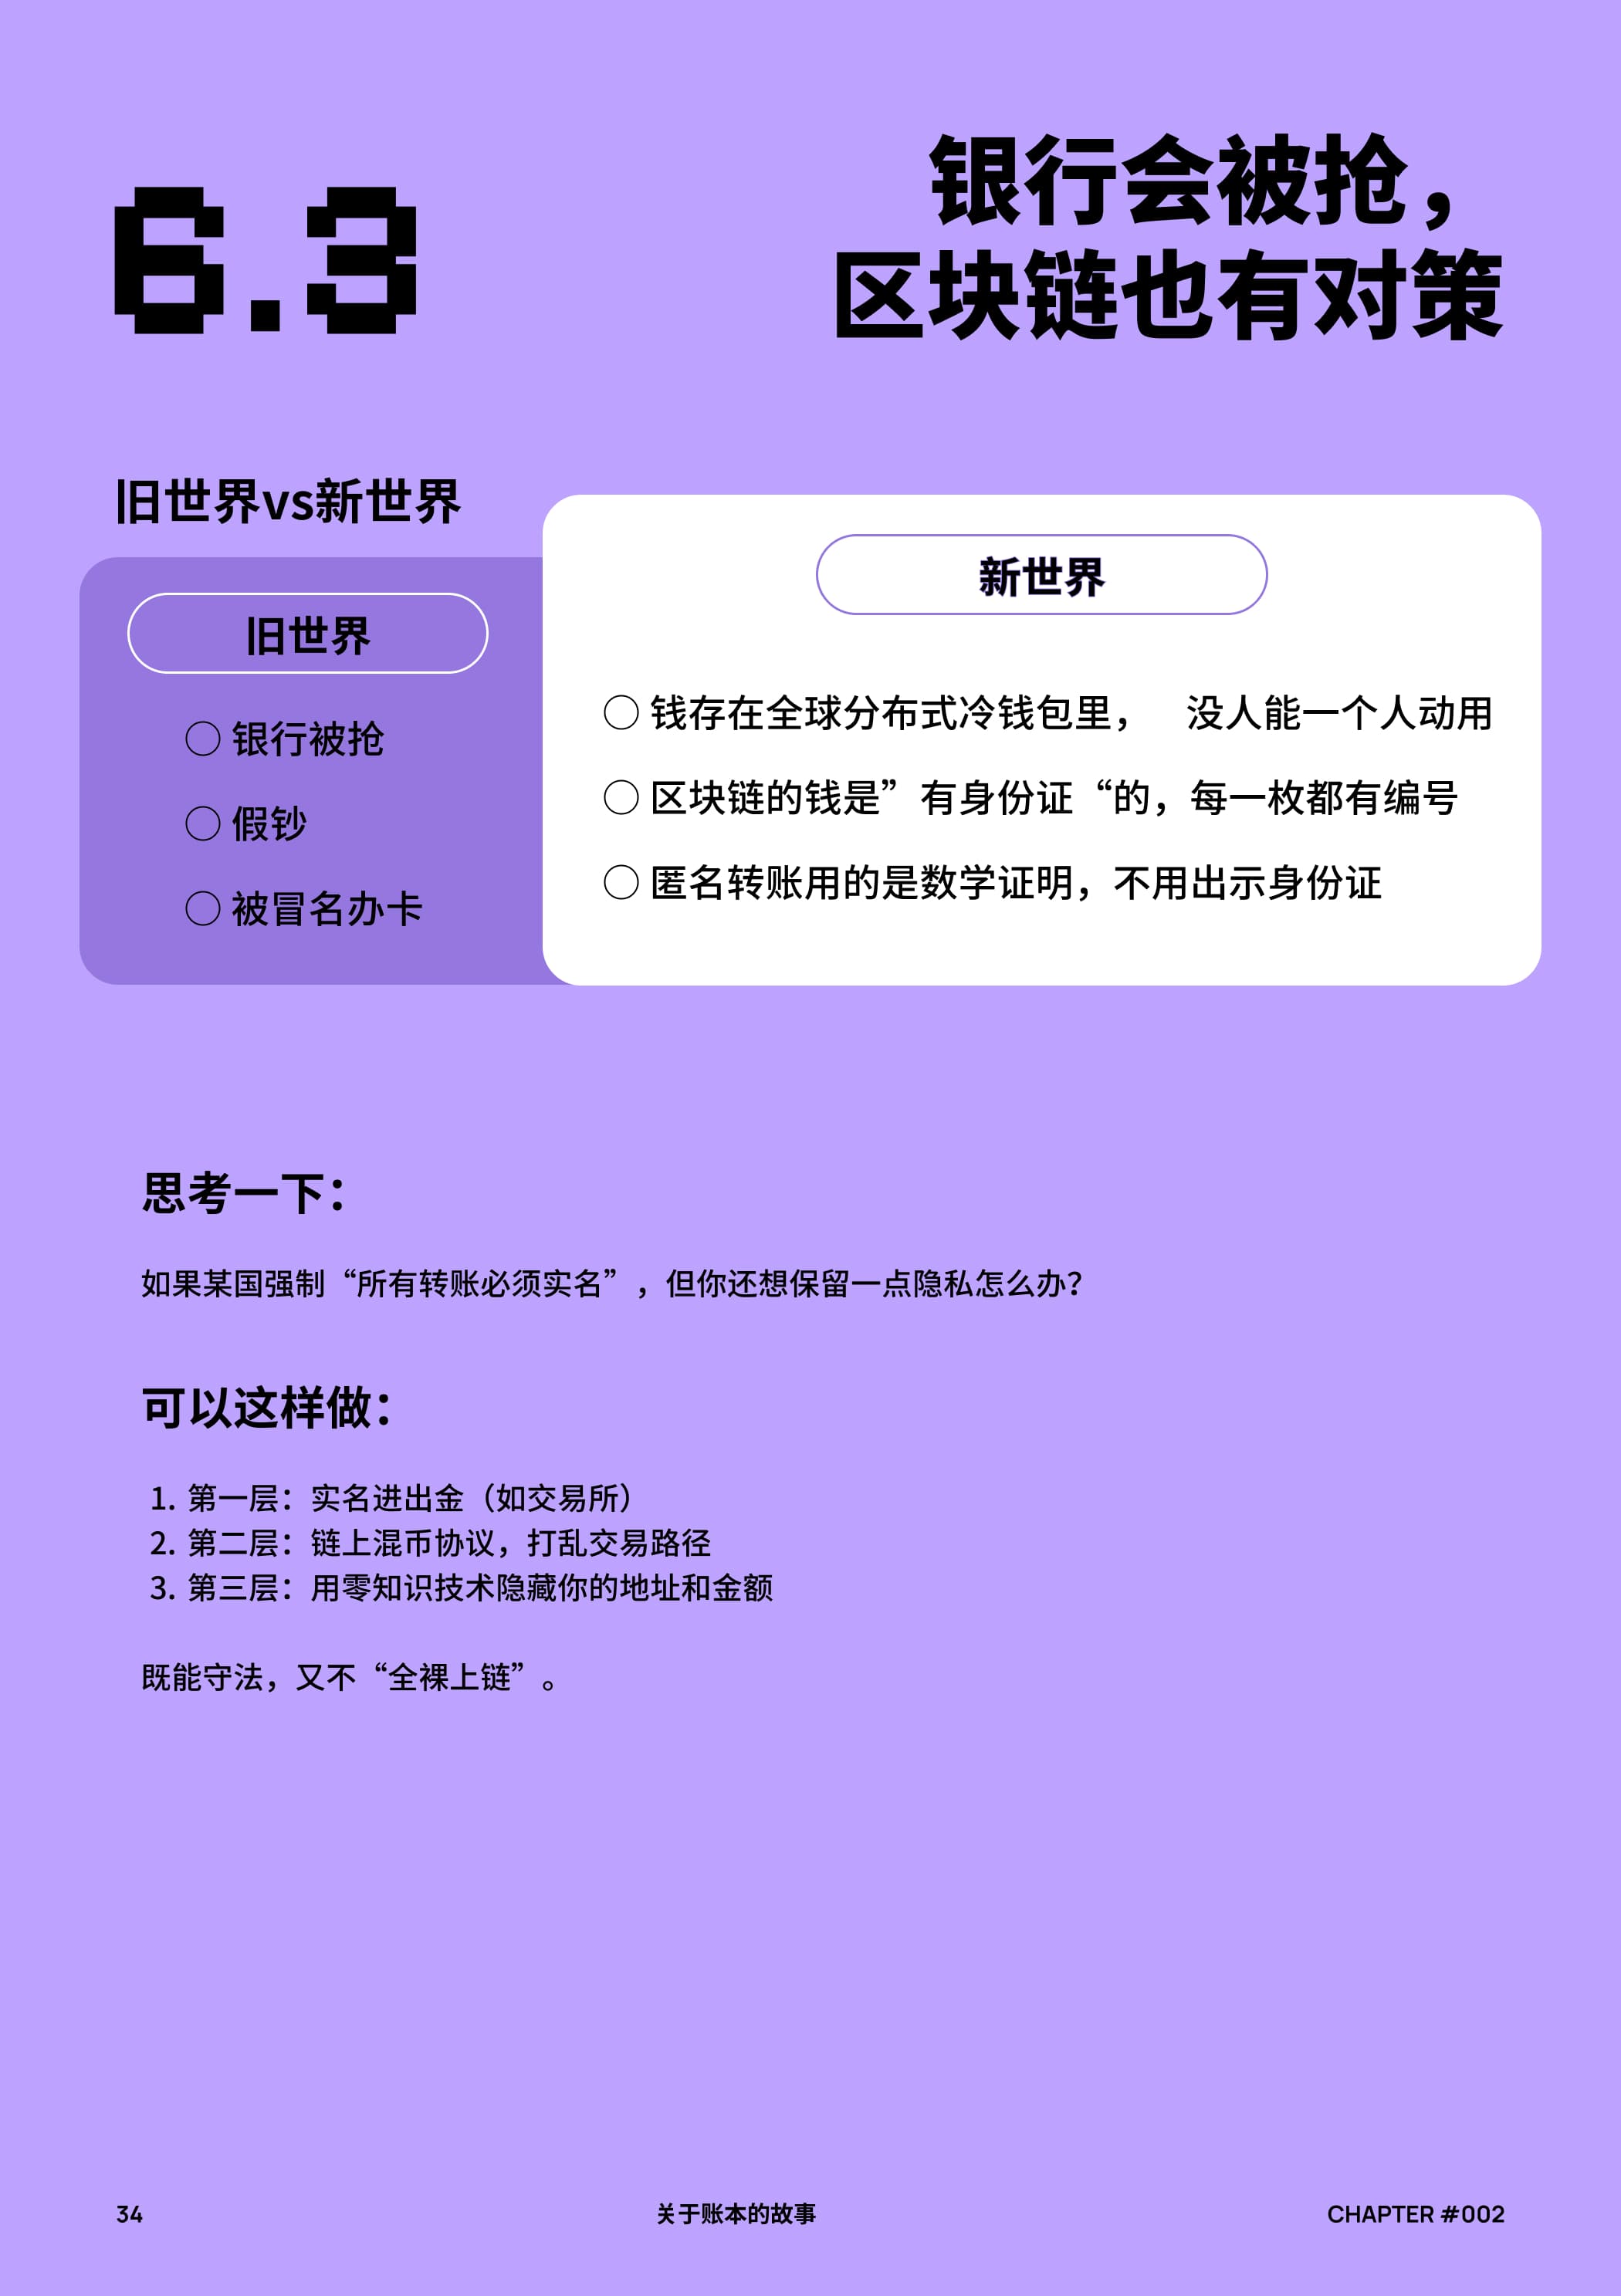 6.3
银行会被抢，
区块链也有对策
旧世界vs新世界
旧世界
○ 银行被抢
○ 假钞
○ 被冒名办卡
新世界
○ 钱存在全球分布式冷钱包里， 没人能一个人动用
○ 区块链的钱是”有身份证“的，每一枚都有编号
○ 匿名转账用的是数学证明，不用出示身份证
思考一下：
如果某国强制“所有转账必须实名”，但你还想保留一点隐私怎么办？
可以这样做：
1. 第一层：实名进出金（如交易所）
2. 第二层：链上混币协议，打乱交易路径
3. 第三层：用零知识技术隐藏你的地址和金额
既能守法，又不“全裸上链”。
34
关于账本的故事
CHAPTER #002